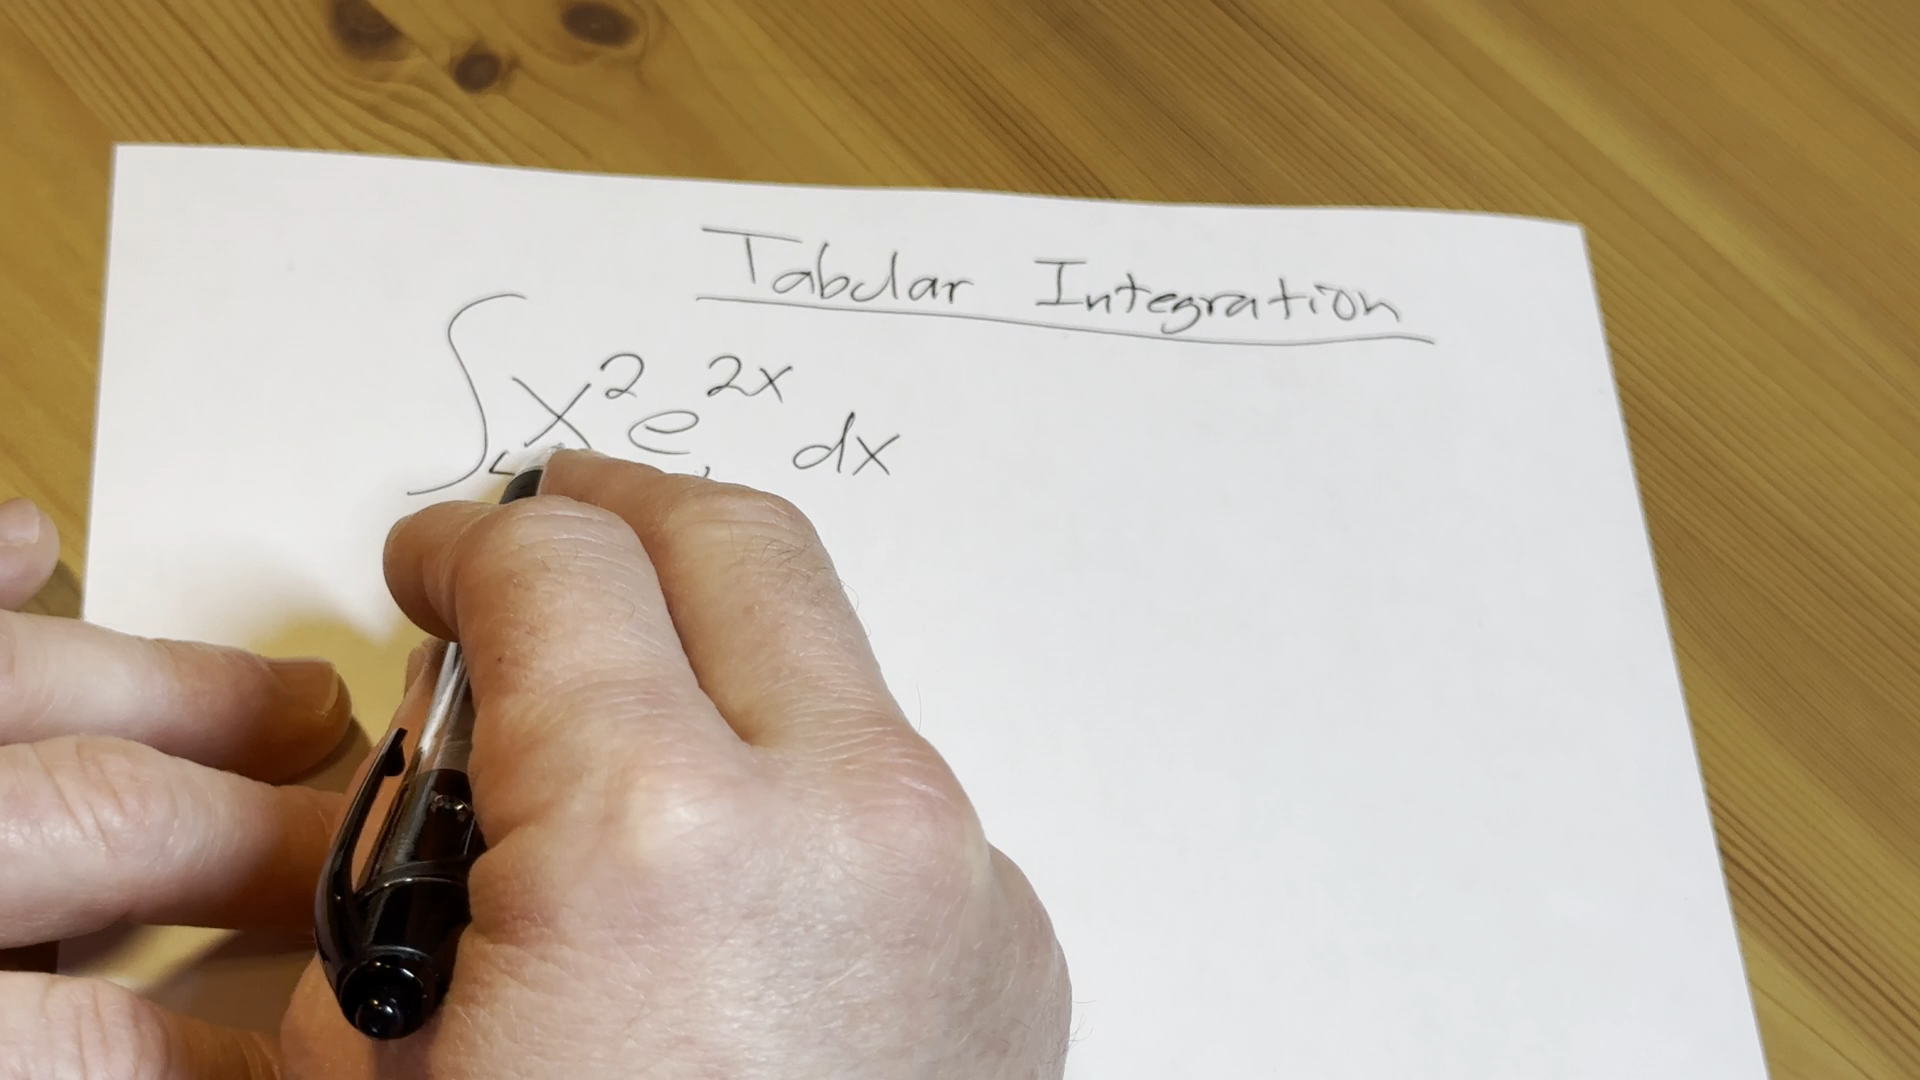 Tabular Integration
∫x²e²ˣ dx